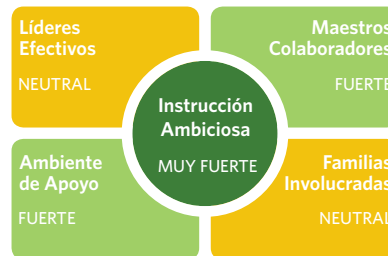 Líderes
Efectivos
NEUTRAL
Maestros
Colaboradores
FUERTE
Instrucción
Ambiciosa
MUY FUERTE
Ambiente
de Apoyo
FUERTE
Familias
Involucradas
NEUTRAL